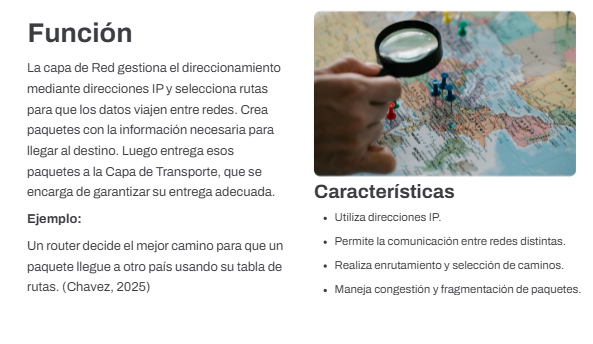 Función
La capa de Red gestiona el direccionamiento
mediante direcciones IP y selecciona rutas
para que los datos viajen entre redes. Crea
paquetes con la información necesaria para
llegar al destino. Luego entrega esos
paquetes a la Capa de Transporte, que se
encarga de garantizar su entrega adecuada.
Ejemplo:
Un router decide el mejor camino para que un
paquete llegue a otro país usando su tabla de
rutas. (Chavez, 2025)
Características
• Utiliza direcciones IP.
• Permite la comunicación entre redes distintas.
• Realiza enrutamiento y selección de caminos.
• Maneja congestión y fragmentación de paquetes.